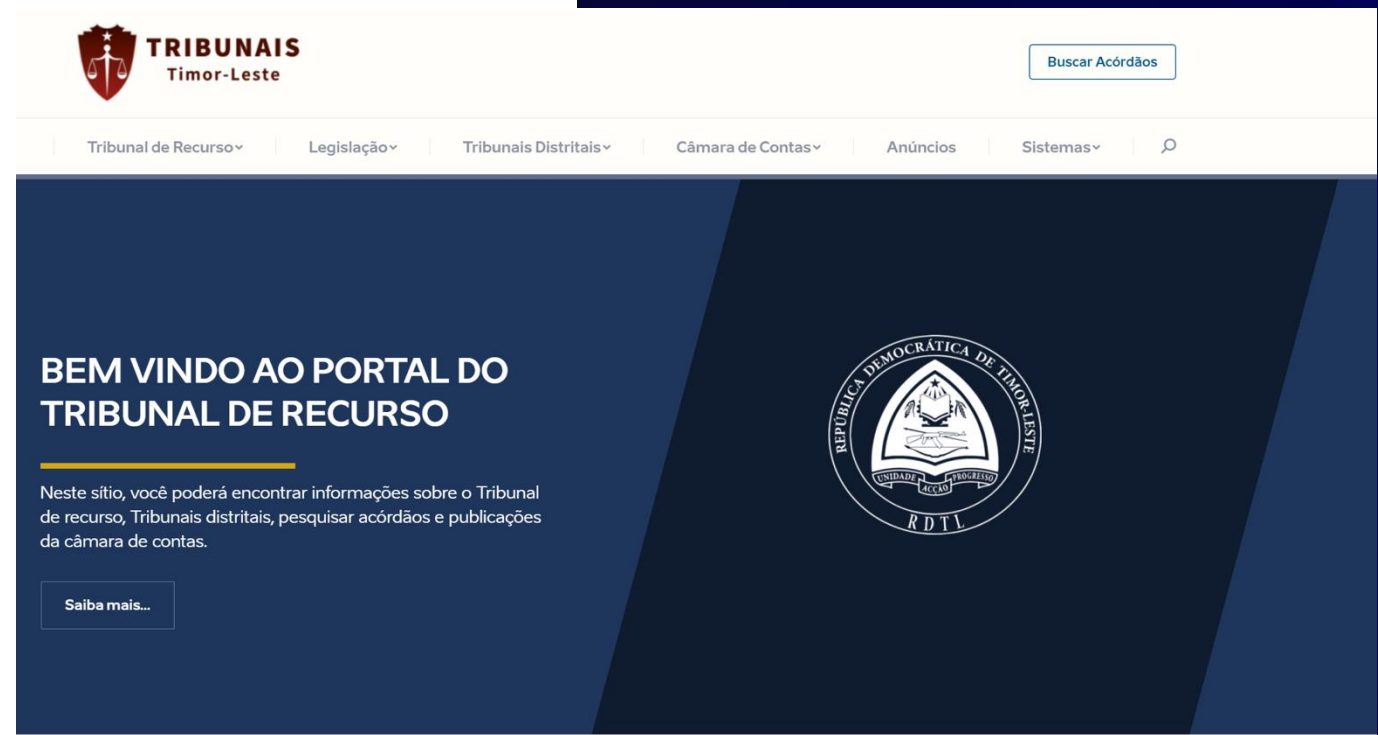 TRIBUNAIS
Timor-Leste
Buscar Acórdãos
Tribunal de Recurso
Legislação
Tribunais Distritais
Câmara de Contas
Anúncios
Sistemas
BEM VINDO AO PORTAL DO
TRIBUNAL DE RECURSO
Neste sítio, você poderá encontrar informações sobre o Tribunal
de recurso, Tribunais distritais, pesquisar acórdãos e publicações
da câmara de contas.
Saiba mais...
REPÚBLICA DEMOCRÁTICA DE TIMOR-LESTE
UNIDADE ACÇÃO PROGRESSO
RDTL